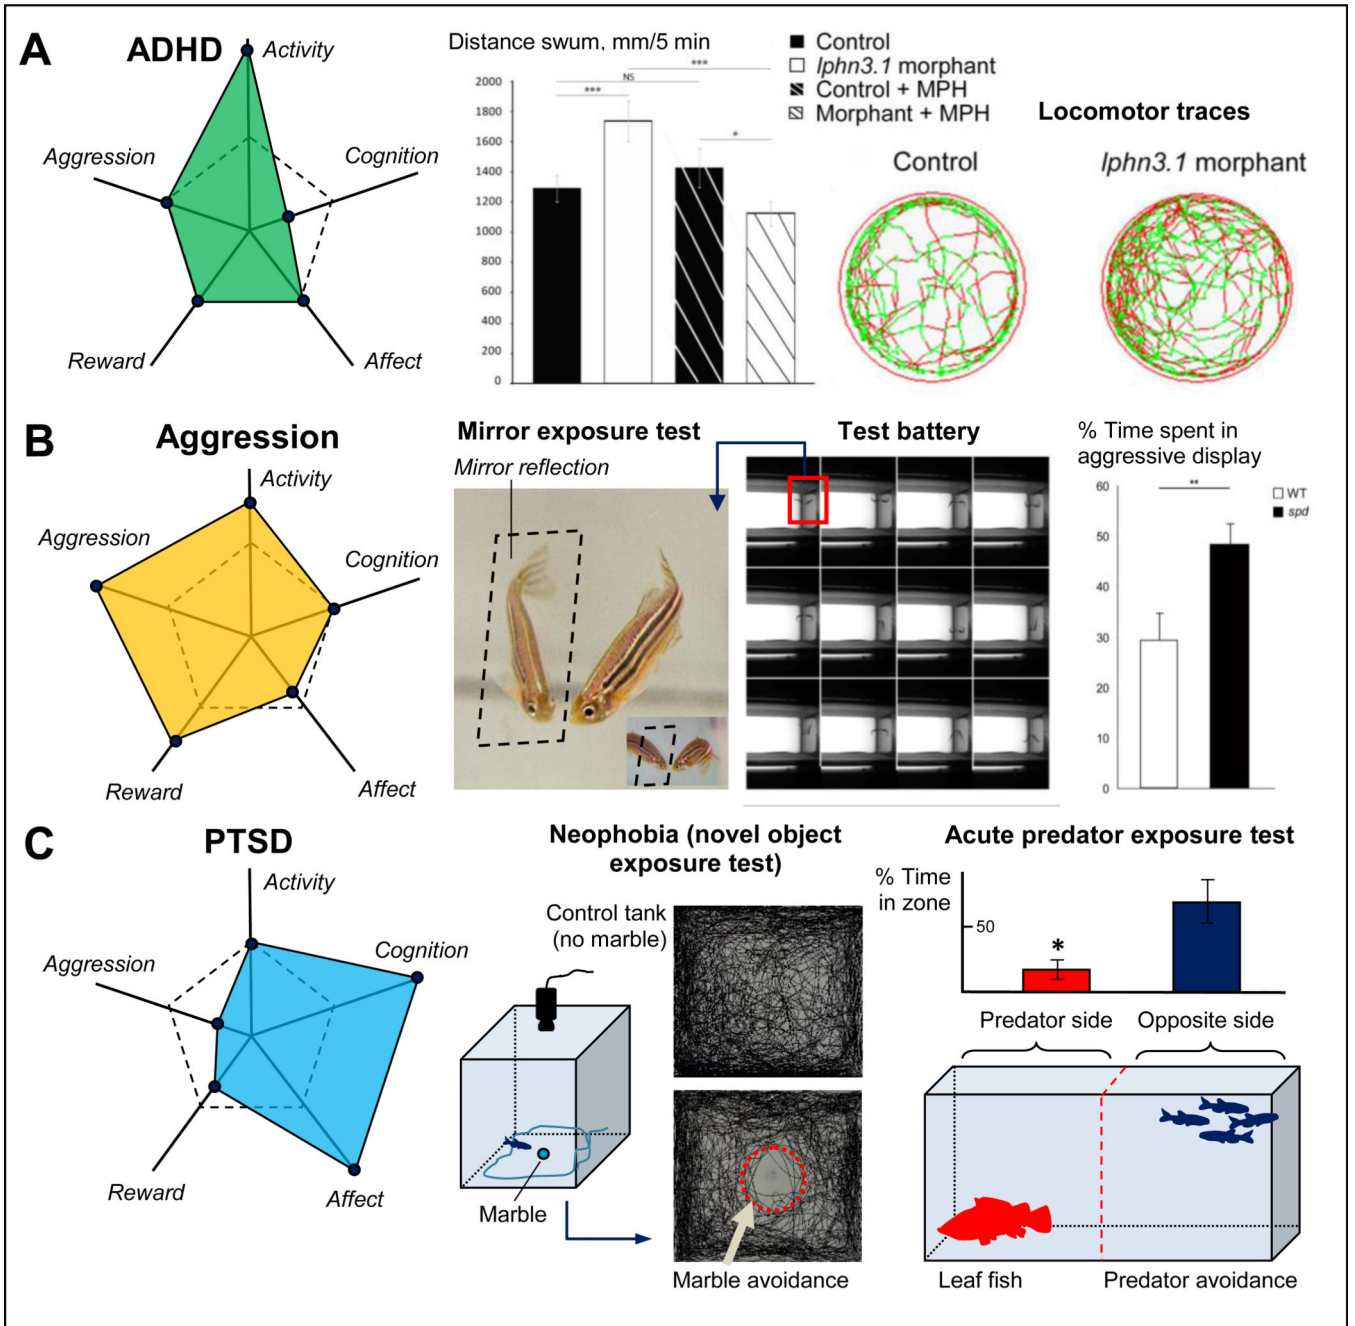 A
ADHD
Activity
Aggression
Cognition
Reward
Affect
Distance swum, mm/5 min
2000
1800
1600
1400
1200
1000
800
600
400
200
0
***
NS
***
*
Control
lphn3.1 morphant
Control + MPH
Morphant + MPH
Locomotor traces
Control
lphn3.1 morphant
B
Aggression
Activity
Aggression
Cognition
Reward
Affect
Mirror exposure test
Mirror reflection
Test battery
% Time spent in
aggressive display
60
50
40
30
20
10
0
**
WT
spd
C
PTSD
Activity
Aggression
Cognition
Reward
Affect
Neophobia (novel object
exposure test)
Control tank
(no marble)
Marble
Marble avoidance
Acute predator exposure test
% Time
in zone
50
*
Predator side
Opposite side
Leaf fish
Predator avoidance